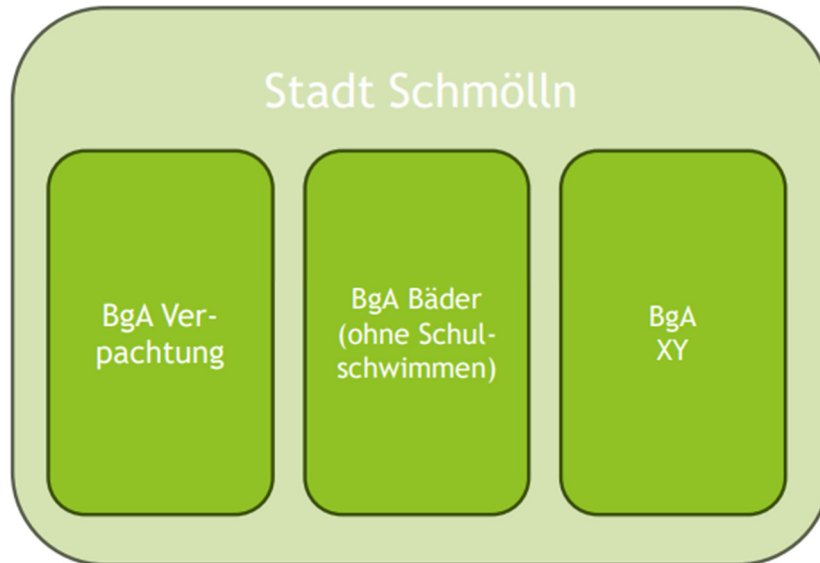 Stadt Schmölln
BgA Ver-
pachtung
BgA Bäder
(ohne Schul-
schwimmen)
BgA
XY